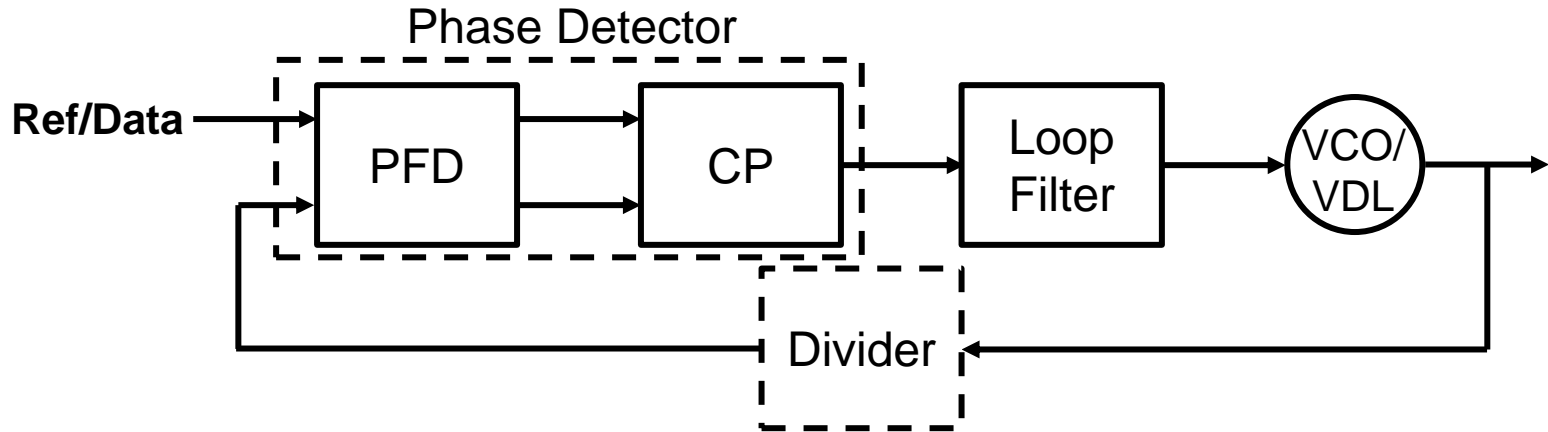 Phase Detector
Ref/Data
PFD
CP
Loop
Filter
VCO/
VDL
Divider